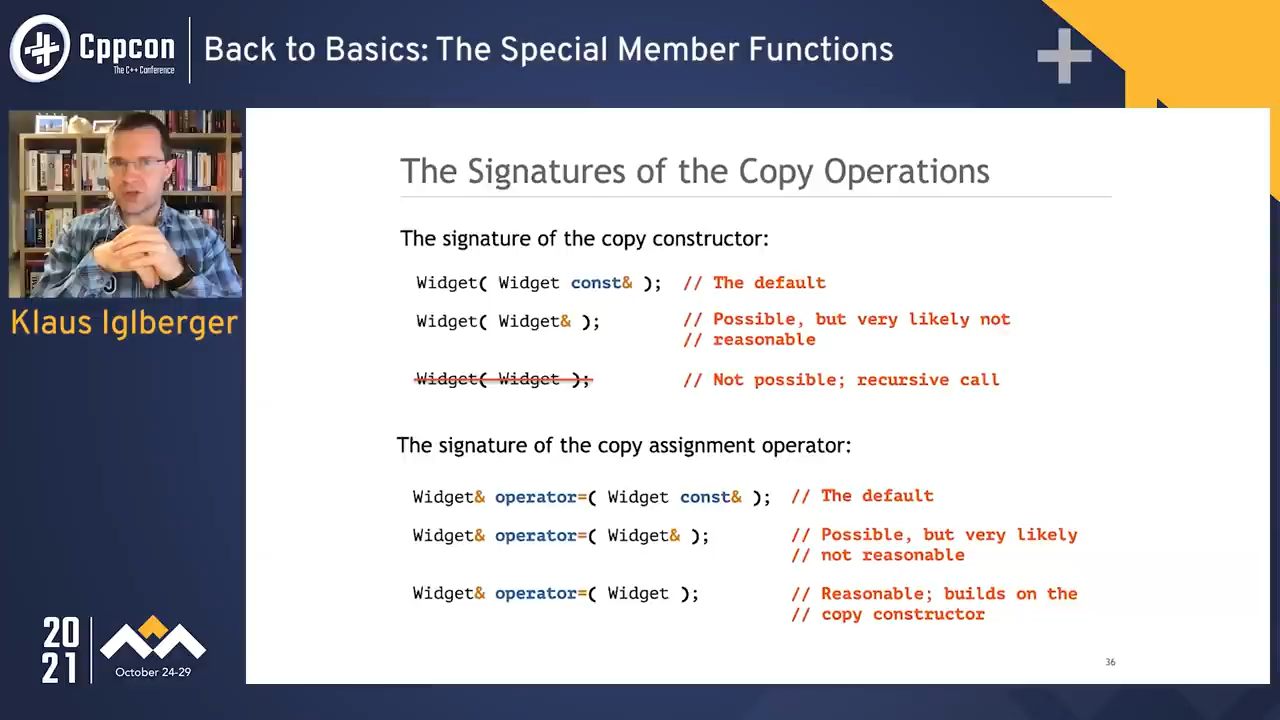 Cppcon
The C++ Conference
Back to Basics: The Special Member Functions
Klaus Iglberger
The Signatures of the Copy Operations
The signature of the copy constructor:
Widget( Widget const& ); // The default
Widget( Widget& ); // Possible, but very likely not
// reasonable
Widget( Widget ); // Not possible; recursive call
The signature of the copy assignment operator:
Widget& operator=( Widget const& ); // The default
Widget& operator=( Widget& ); // Possible, but very likely
// not reasonable
Widget& operator=( Widget ); // Reasonable; builds on the
// copy constructor
36
20
21
October 24-29